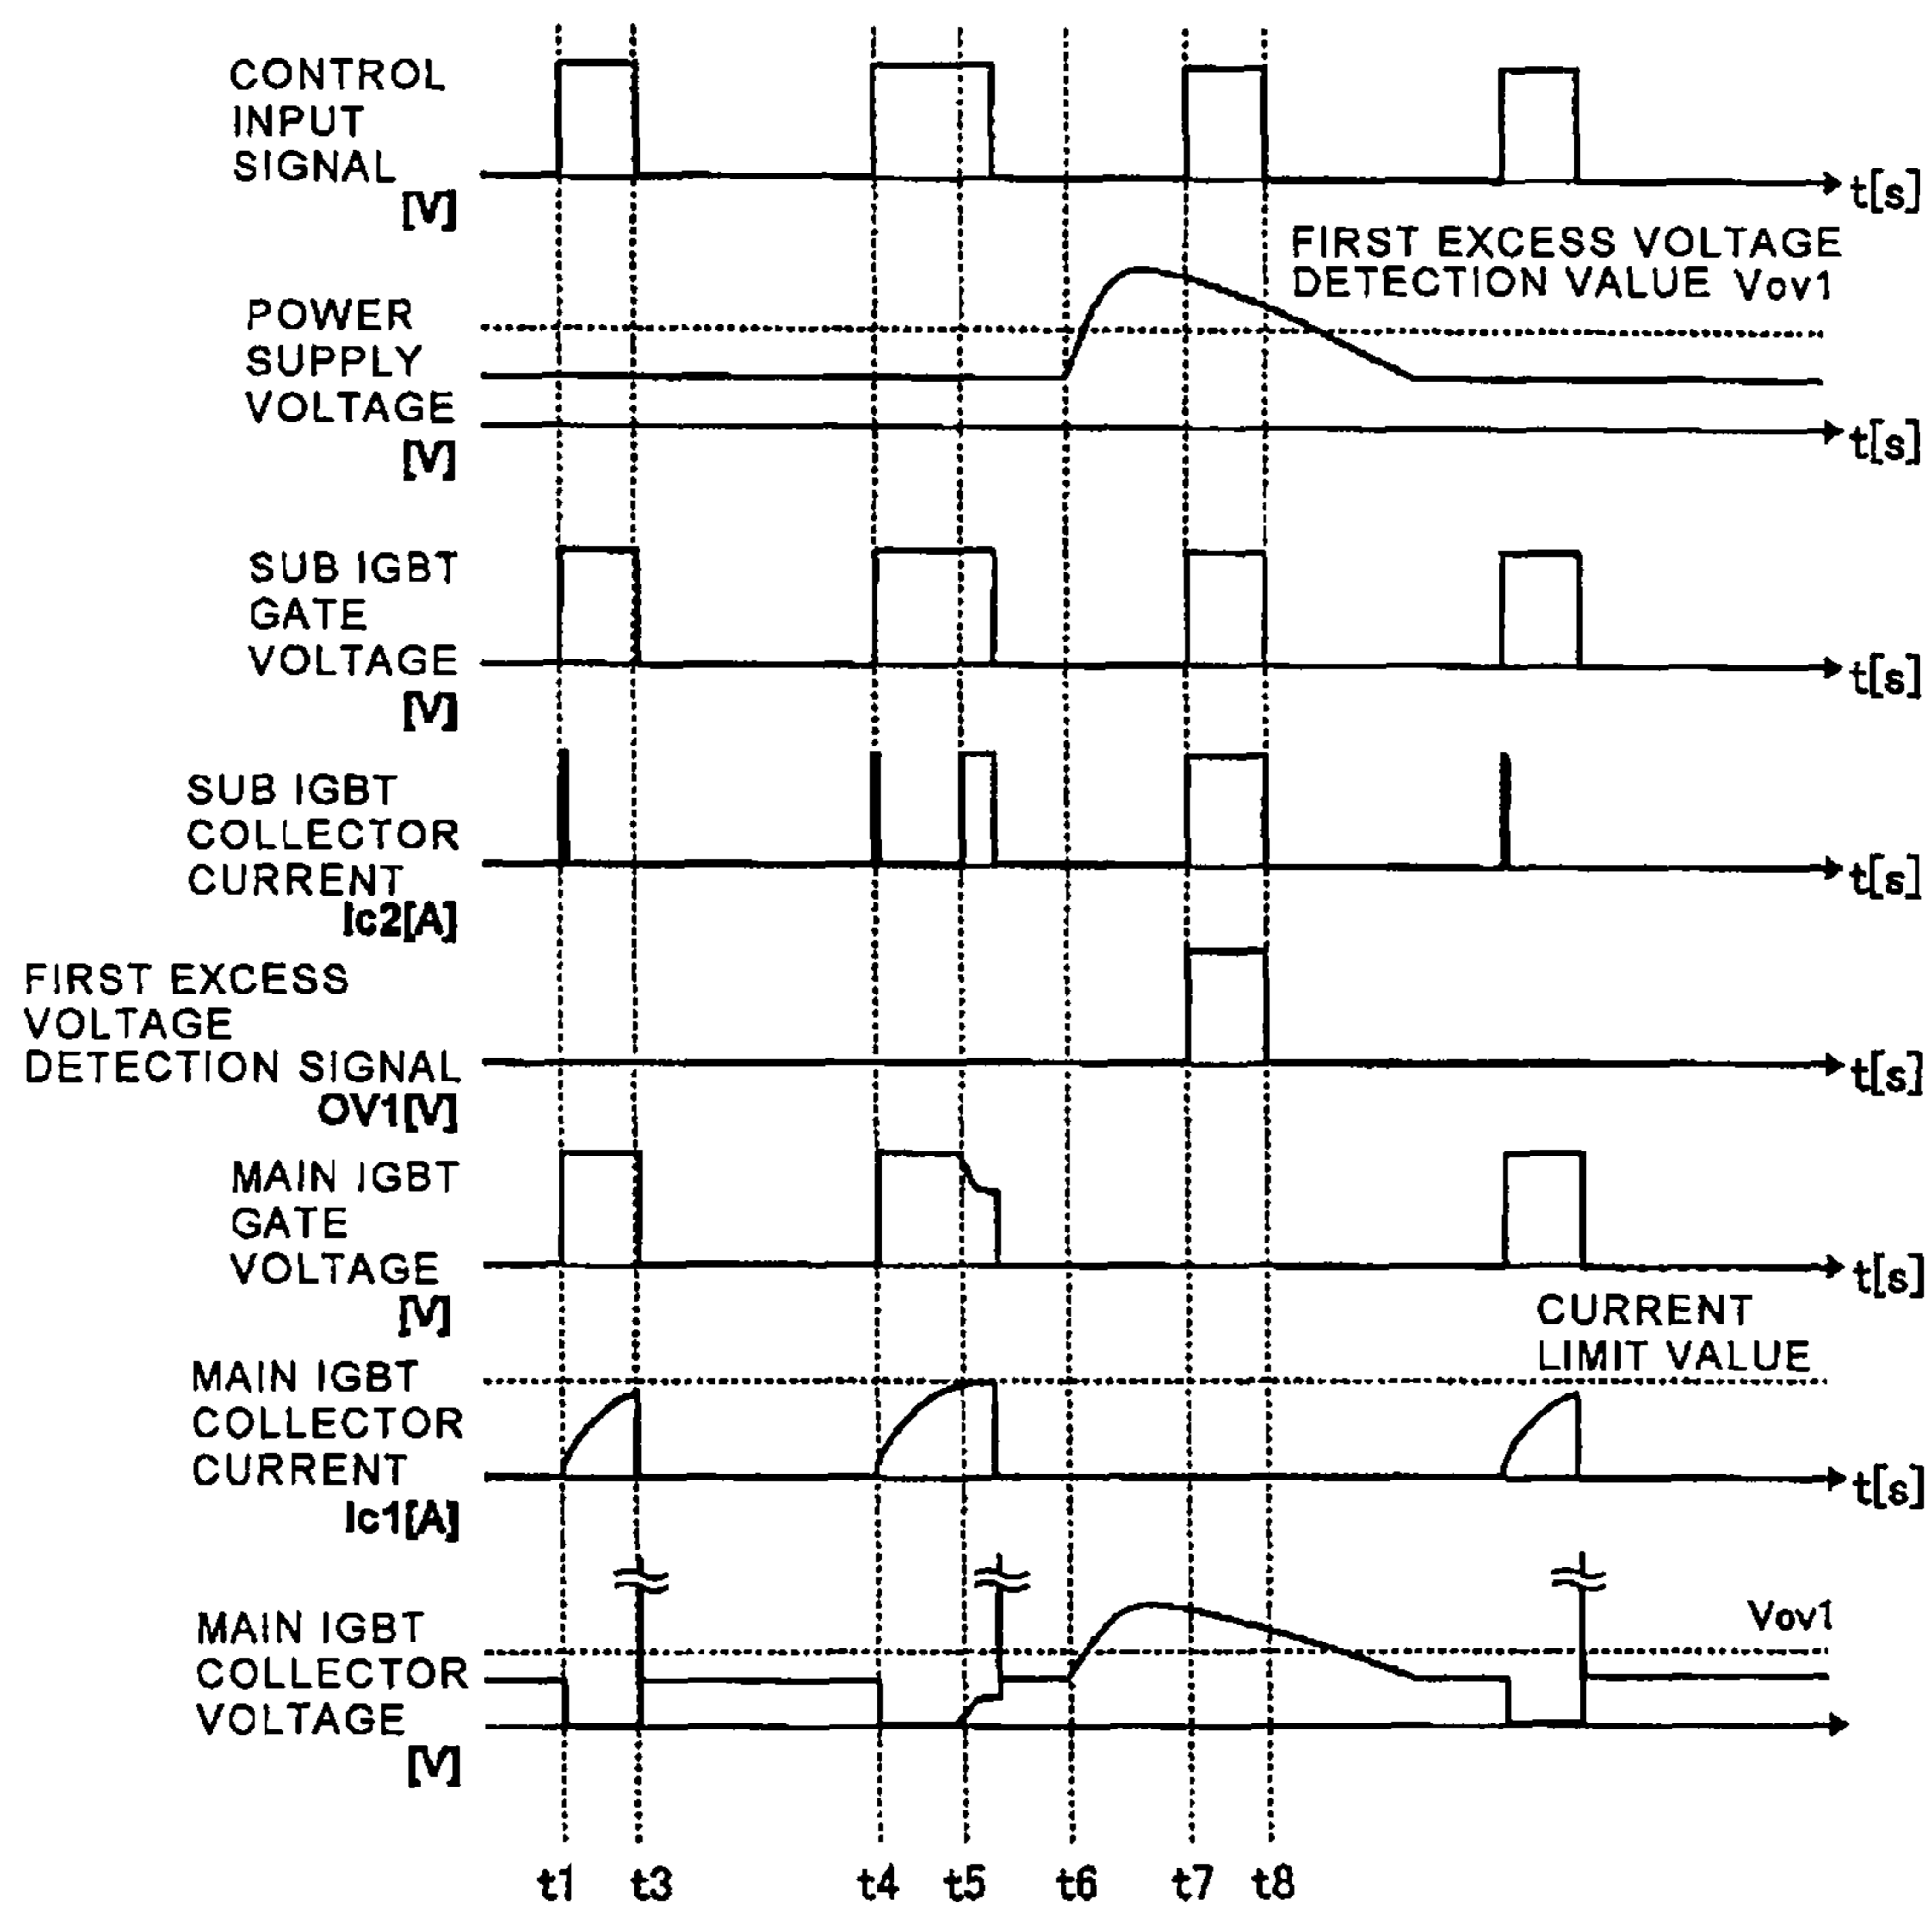 CONTROL
INPUT
SIGNAL
[V]
t[s]
FIRST EXCESS VOLTAGE
DETECTION VALUE Vov1
POWER
SUPPLY
VOLTAGE
[V]
t[s]
SUB IGBT
GATE
VOLTAGE
[V]
t[s]
SUB IGBT
COLLECTOR
CURRENT
Ic2[A]
t[s]
FIRST EXCESS
VOLTAGE
DETECTION SIGNAL
OV1[V]
t[s]
MAIN IGBT
GATE
VOLTAGE
[V]
t[s]
CURRENT
LIMIT VALUE
MAIN IGBT
COLLECTOR
CURRENT
Ic1[A]
t[s]
Vov1
MAIN IGBT
COLLECTOR
VOLTAGE
[V]
t1 t3 t4 t5 t6 t7 t8